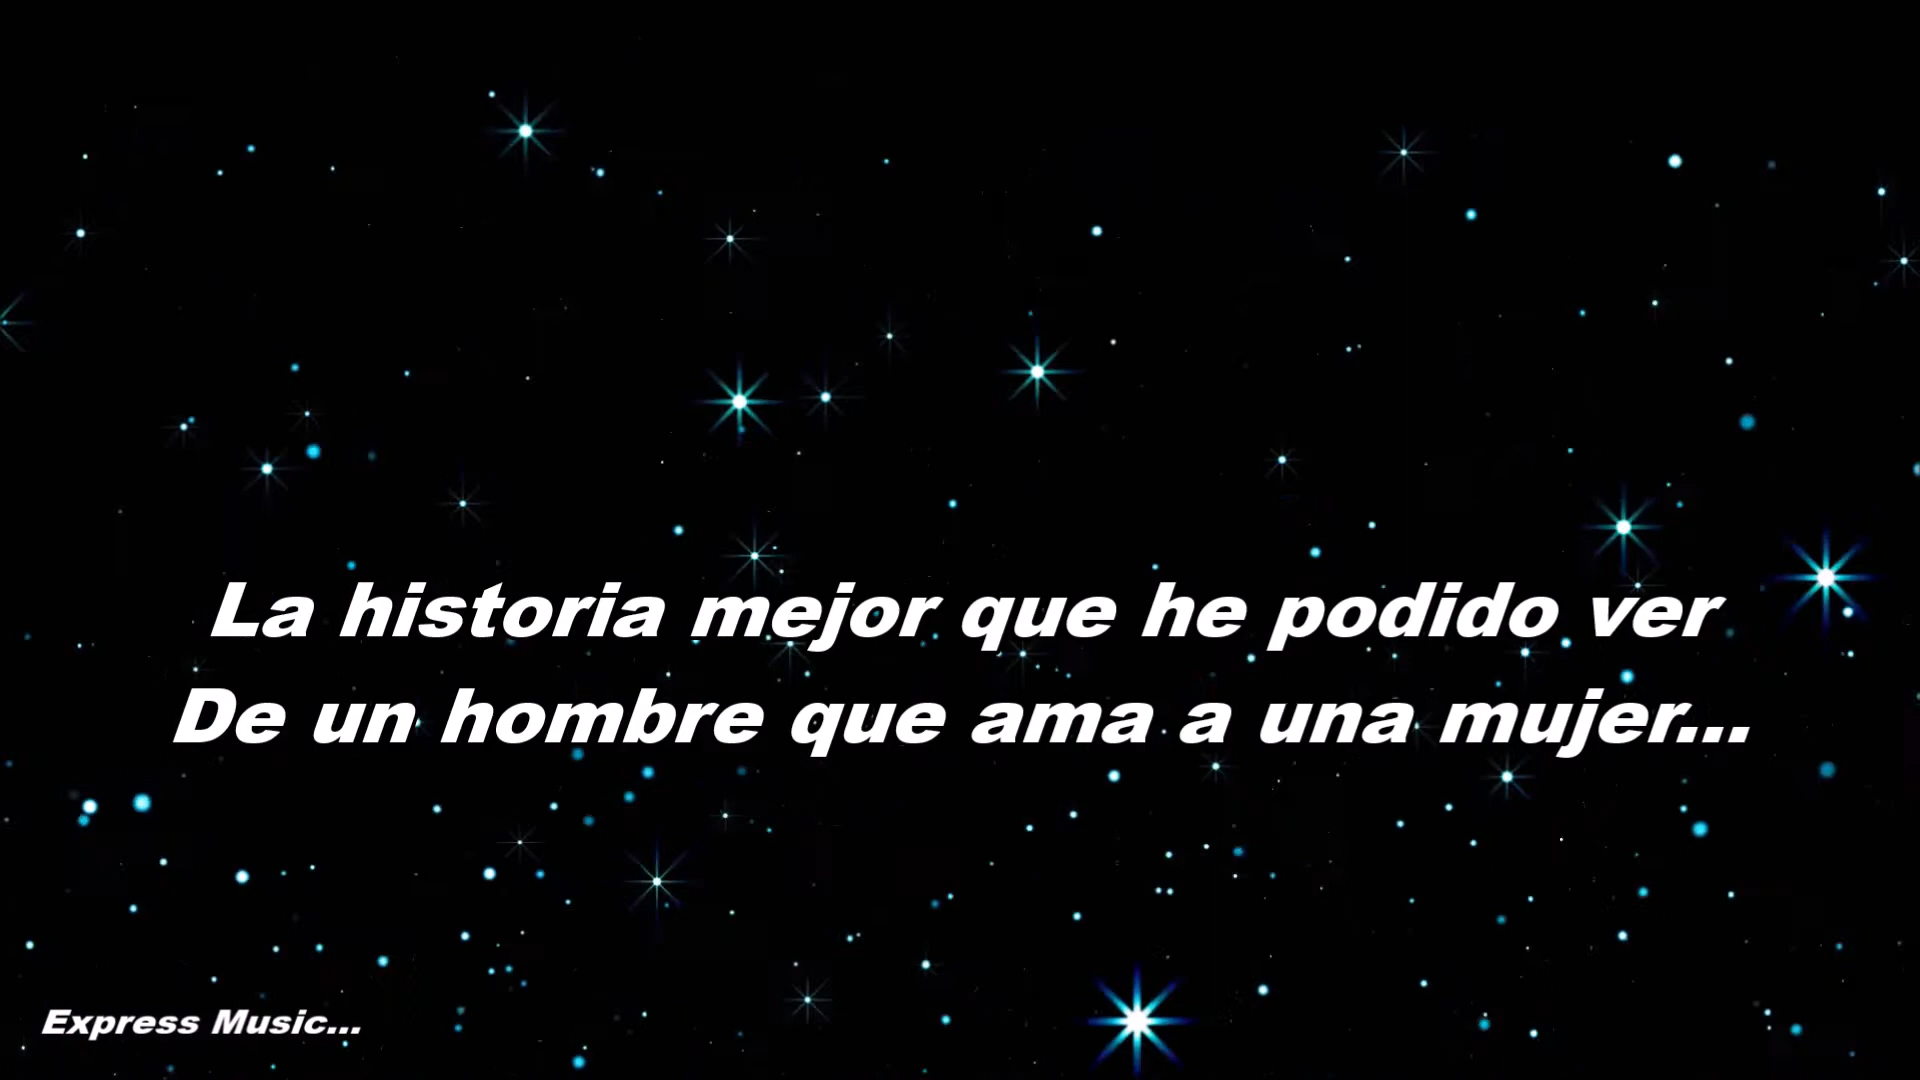 La historia mejor que he podido ver
De un hombre que ama a una mujer...
Express Music...